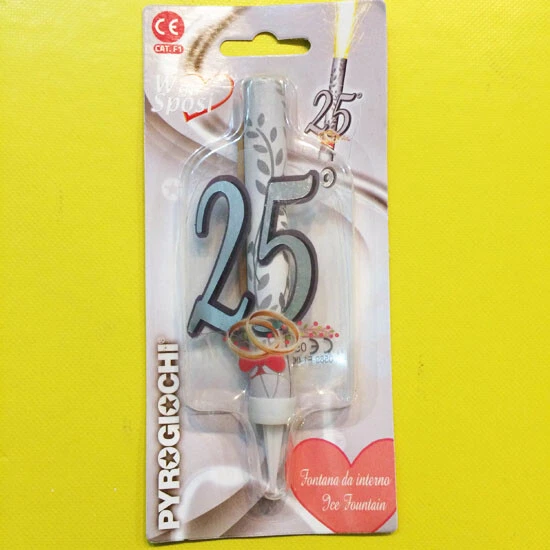 CE
CAT. F1
W
Sposi
25°
25°
PYROGIOCHI
Fontana da interno
Ice Fountain